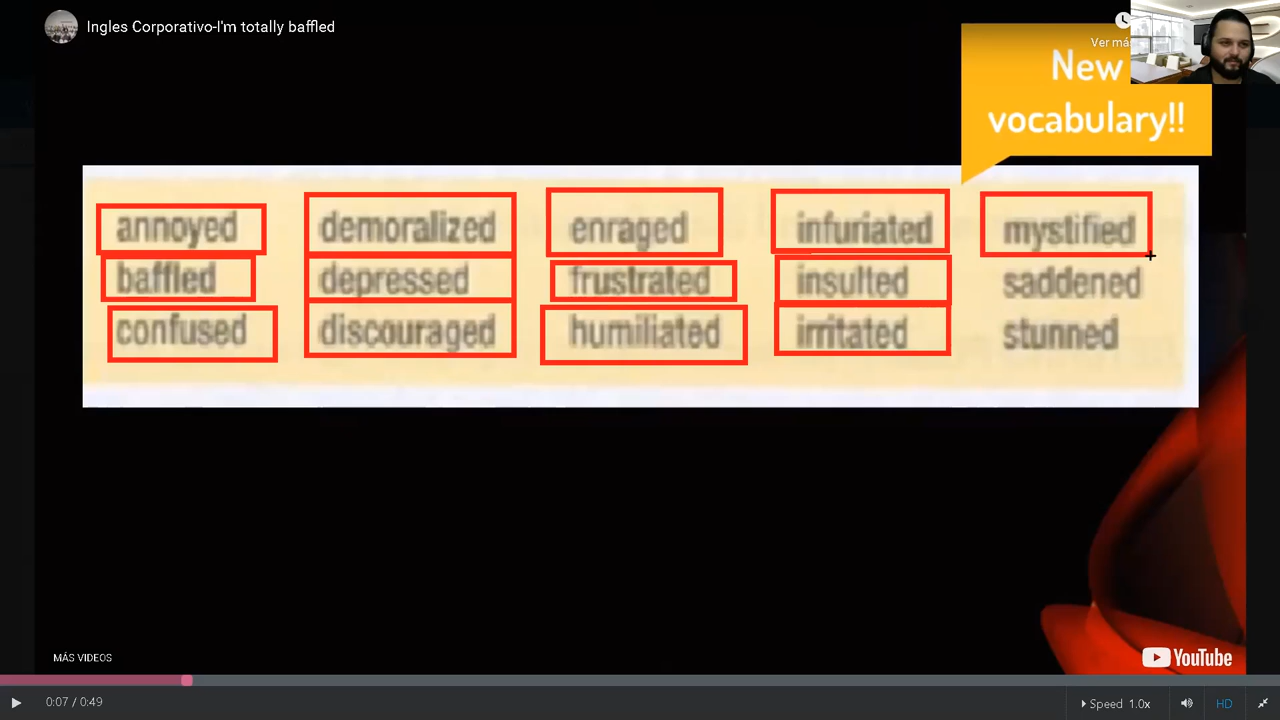 Ingles Corporativo-I'm totally baffled
Ver má
New
vocabulary!!
annoyed demoralized enraged infuriated mystified
baffled depressed frustrated insulted saddened
confused discouraged humiliated irritated stunned
MÁS VIDEOS
YouTube
0:07 / 0:49
Speed 1.0x
HD